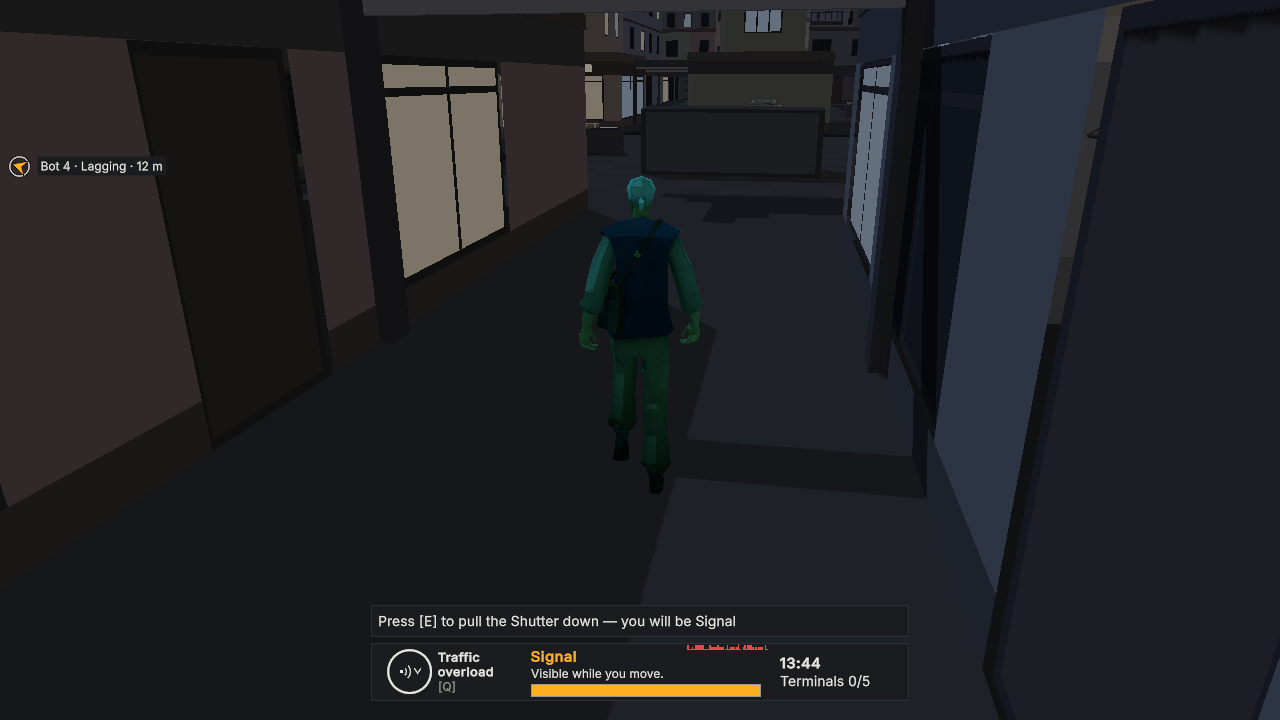 Bot 4 · Lagging · 12 m
Press [E] to pull the Shutter down — you will be Signal
Traffic
overload
[Q]
Signal
Visible while you move.
13:44
Terminals 0/5